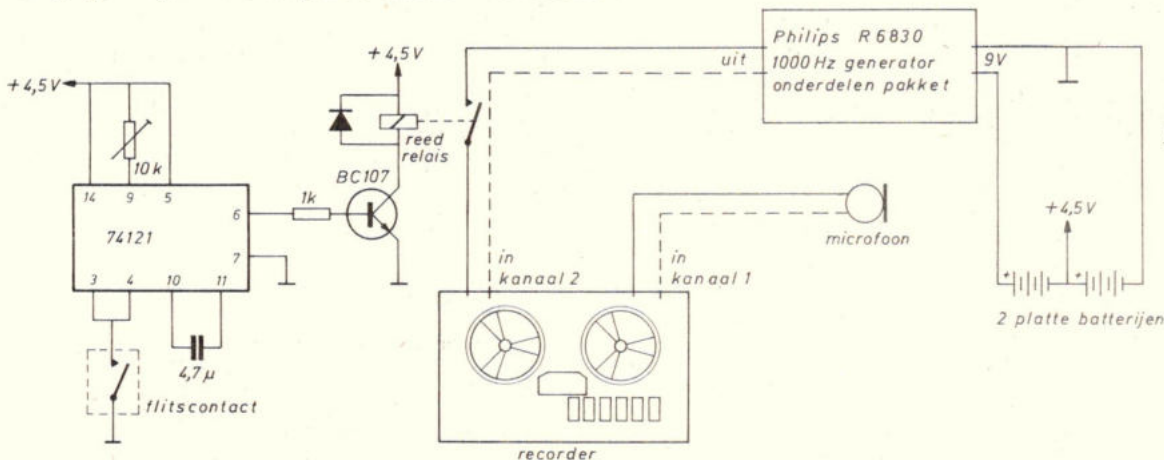 +4,5V
+4,5V
10k
14 9 5
74121
6
7
3 4 10 11
4,7µ
flitscontact
1k
BC107
reed
relais
uit
Philips R 6830
1000 Hz generator
onderdelen pakket
9V
in
kanaal 2
in
kanaal 1
microfoon
+4,5V
+ +
2 platte batterijen
recorder